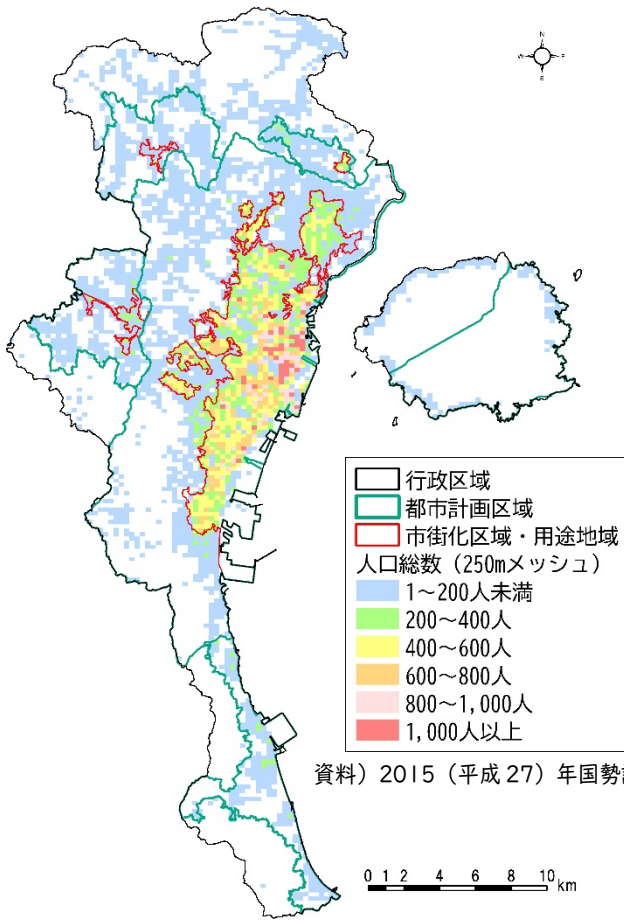 N
W
E
行政区域
都市計画区域
市街化区域・用途地域
人口総数（250mメッシュ）
1～200人未満
200～400人
400～600人
600～800人
800～1,000人
1,000人以上
資料）2015（平成27）年国勢
0 1 2 4 6 8 10 km